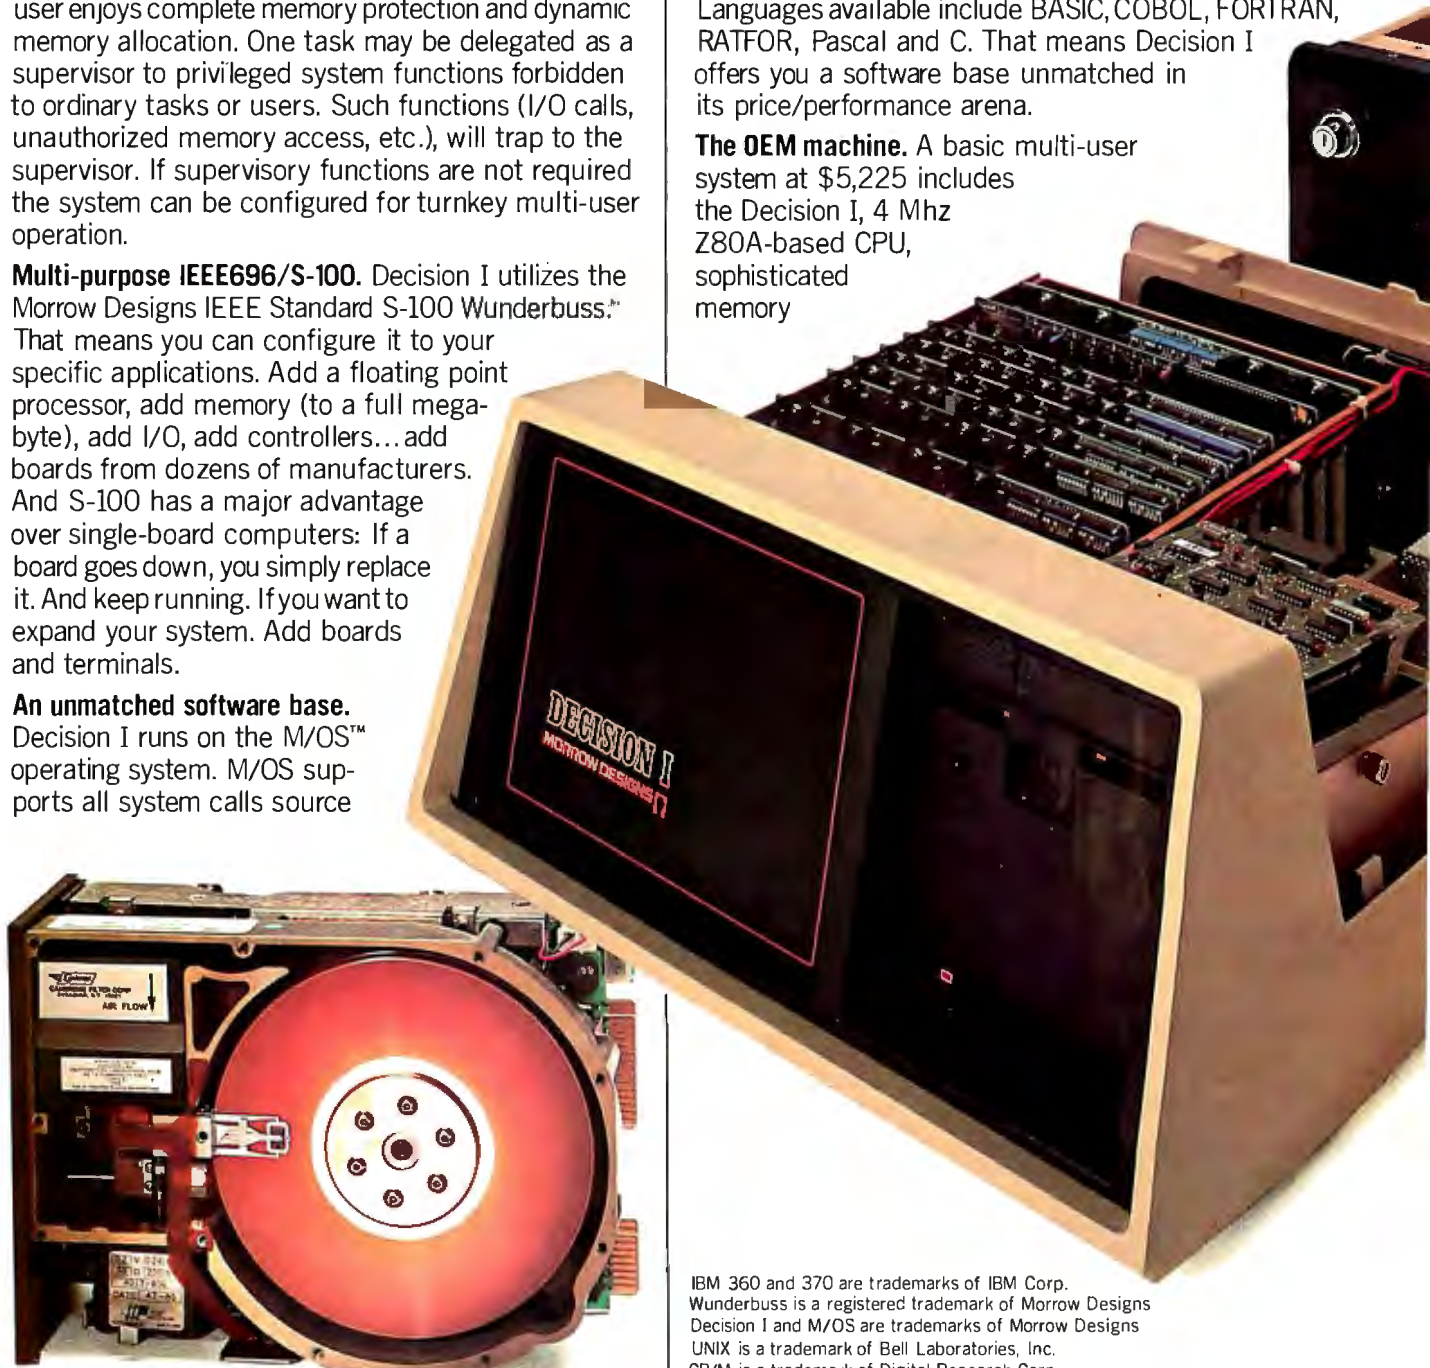 user enjoys complete memory protection and dynamic
memory allocation. One task may be delegated as a
supervisor to privileged system functions forbidden
to ordinary tasks or users. Such functions (I/O calls,
unauthorized memory access, etc.), will trap to the
supervisor. If supervisory functions are not required
the system can be configured for turnkey multi-user
operation.
Multi-purpose IEEE696/S-100. Decision I utilizes the
Morrow Designs IEEE Standard S-100 Wunderbuss.
That means you can configure it to your
specific applications. Add a floating point
processor, add memory (to a full mega-
byte), add I/O, add controllers...add
boards from dozens of manufacturers.
And S-100 has a major advantage
over single-board computers: If a
board goes down, you simply replace
it. And keep running. If you want to
expand your system. Add boards
and terminals.
An unmatched software base.
Decision I runs on the M/OS™
operating system. M/OS sup-
ports all system calls source
Languages available include BASIC, COBOL, FORTRAN,
RATFOR, Pascal and C. That means Decision I
offers you a software base unmatched in
its price/performance arena.
The OEM machine. A basic multi-user
system at $5,225 includes
the Decision I, 4 Mhz
Z80A-based CPU,
sophisticated
memory
DECISION I
MORROW DESIGNS
CAMBRIDGE FILTER CORP
AIR FLOW
IBM 360 and 370 are trademarks of IBM Corp.
Wunderbuss is a registered trademark of Morrow Designs
Decision I and M/OS are trademarks of Morrow Designs
UNIX is a trademark of Bell Laboratories, Inc.
CP/M is a trademark of Digital Research Corp.